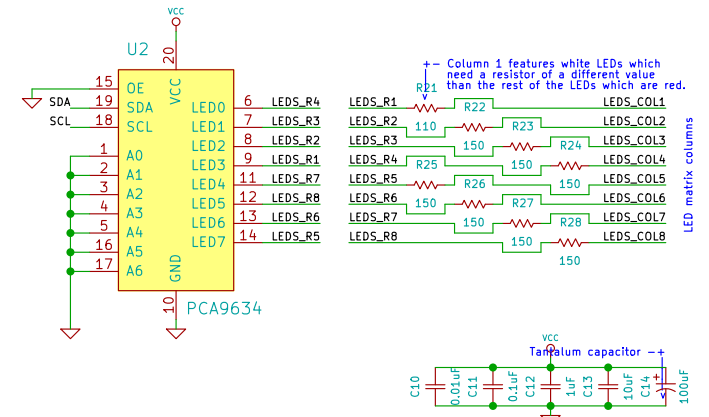 VCC
U2
20
VCC
15 OE
SDA 19 SDA
SCL 18 SCL
1 A0
2 A1
3 A2
4 A3
5 A4
16 A5
17 A6
LED0 6 LEDS_R4
LED1 7 LEDS_R3
LED2 8 LEDS_R2
LED3 9 LEDS_R1
LED4 11 LEDS_R7
LED5 12 LEDS_R8
LED6 13 LEDS_R6
LED7 14 LEDS_R5
GND
10
PCA9634
+- Column 1 features white LEDs which
need a resistor of a different value
than the rest of the LEDs which are red.
LEDS_R1 R21 110 LEDS_COL1
LEDS_R2 R22 150 LEDS_COL2
LEDS_R3 R23 150 LEDS_COL3
LEDS_R4 R24 150 LEDS_COL4
LEDS_R5 R25 150 LEDS_COL5
LEDS_R6 R26 150 LEDS_COL6
LEDS_R7 R27 150 LEDS_COL7
LEDS_R8 R28 150 LEDS_COL8
LED matrix columns
VCC
Tantalum capacitor -+
C10 0.01uF
C11 0.1uF
C12 1uF
C13 10uF
C14 + 100uF